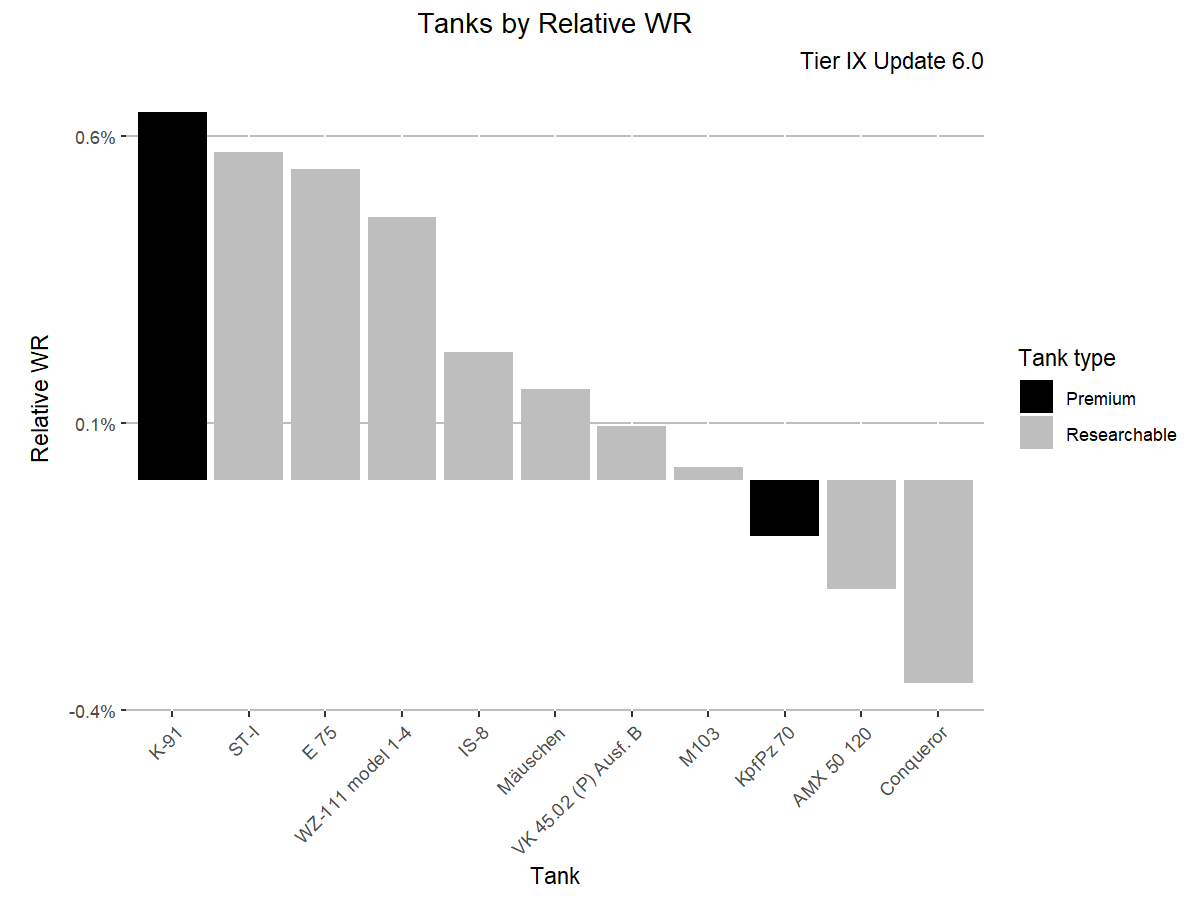 Tanks by Relative WR
Tier IX Update 6.0
0.6%
0.1%
-0.4%
Relative WR
K-91
ST-I
E 75
WZ-111 model 1-4
IS-8
Mäuschen
VK 45.02 (P) Ausf. B
M103
KpfPz 70
AMX 50 120
Conqueror
Tank
Tank type
Premium
Researchable